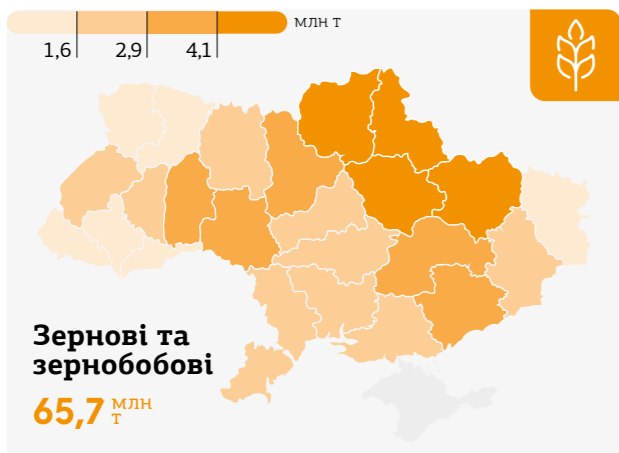 млн т
1,6 2,9 4,1
Зернові та
зернобобові
65,7 млн
т